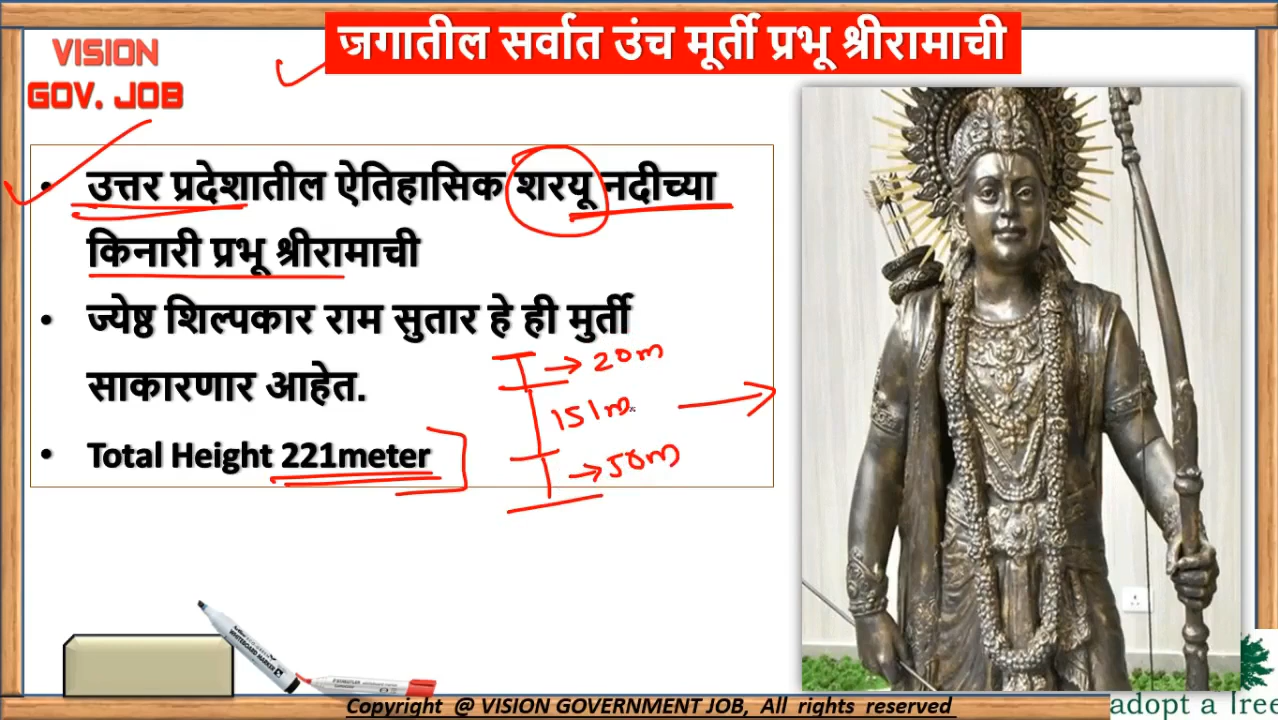 जगातील सर्वात उंच मूर्ती प्रभू श्रीरामाची
VISION
GOV. JOB
• उत्तर प्रदेशातील ऐतिहासिक शरयू नदीच्या
किनारी प्रभू श्रीरामाची
• ज्येष्ठ शिल्पकार राम सुतार हे ही मुर्ती
साकारणार आहेत.
• Total Height 221meter
→20m
151m
→50m
Copyright @ VISION GOVERNMENT JOB, All rights reserved
adopt a Tree